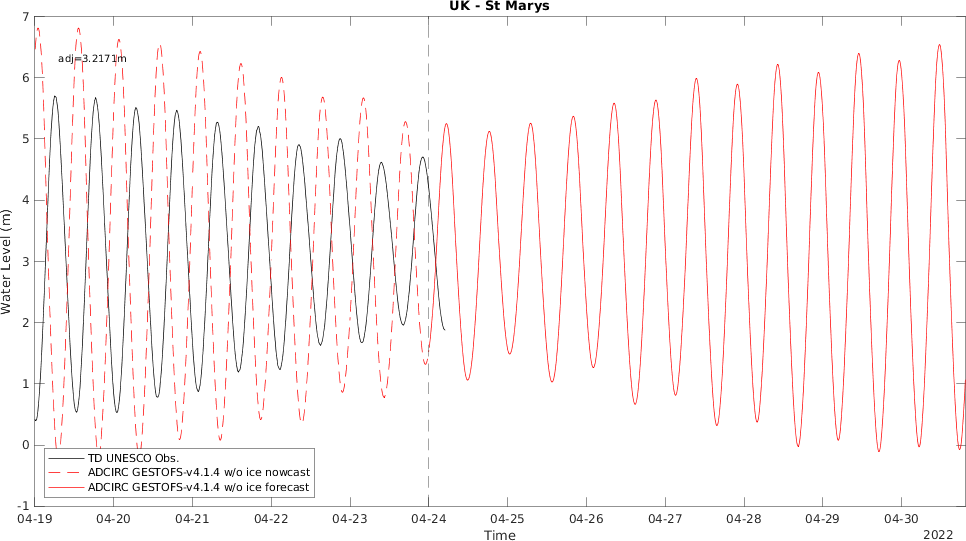 UK - St Marys
7
adj=3.2171m
6
5
4
3
2
1
0
-1
Water Level (m)
TD UNESCO Obs.
ADCIRC GESTOFS-v4.1.4 w/o ice nowcast
ADCIRC GESTOFS-v4.1.4 w/o ice forecast
04-19 04-20 04-21 04-22 04-23 04-24 04-25 04-26 04-27 04-28 04-29 04-30
Time
2022